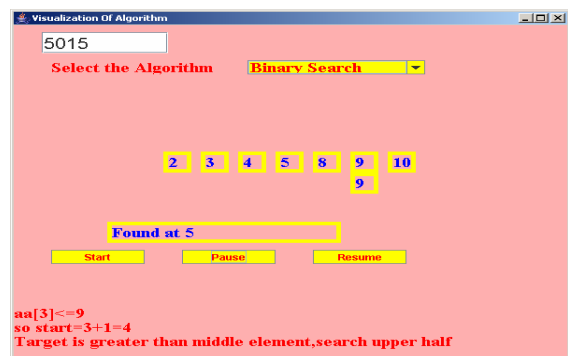 Visualization Of Algorithm
5015
Select the Algorithm Binary Search
2 3 4 5 8 9 10
9
Found at 5
Start Pause Resume
aa[3]<=9
so start=3+1=4
Target is greater than middle element,search upper half